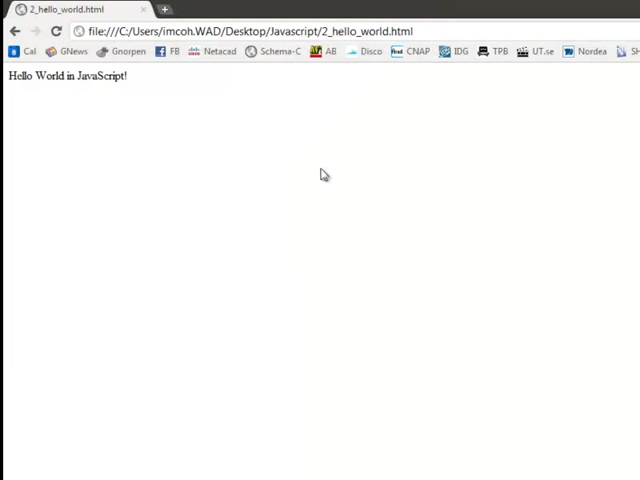 2_hello_world.html
file:///C:/Users/imcoh.WAD/Desktop/Javascript/2_hello_world.html
Cal GNews Gnorpen FB Netacad Schema-C AB Disco CNAP IDG TPB UT.se Nordea
Hello World in JavaScript!